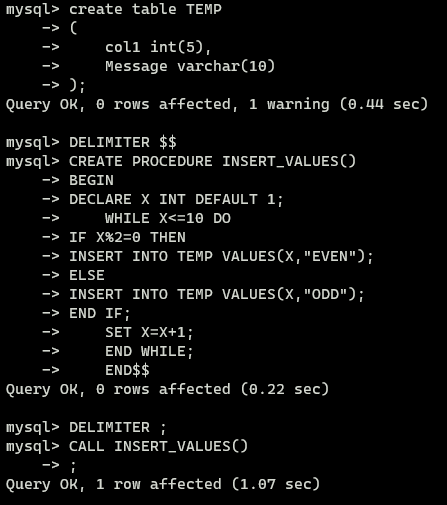 mysql> create table TEMP
    -> (
    ->     col1 int(5),
    ->     Message varchar(10)
    -> );
Query OK, 0 rows affected, 1 warning (0.44 sec)

mysql> DELIMITER $$
mysql> CREATE PROCEDURE INSERT_VALUES()
    -> BEGIN
    -> DECLARE X INT DEFAULT 1;
    ->     WHILE X<=10 DO
    -> IF X%2=0 THEN
    -> INSERT INTO TEMP VALUES(X,"EVEN");
    -> ELSE
    -> INSERT INTO TEMP VALUES(X,"ODD");
    -> END IF;
    ->     SET X=X+1;
    ->     END WHILE;
    ->     END$$
Query OK, 0 rows affected (0.22 sec)

mysql> DELIMITER ;
mysql> CALL INSERT_VALUES()
    -> ;
Query OK, 1 row affected (1.07 sec)